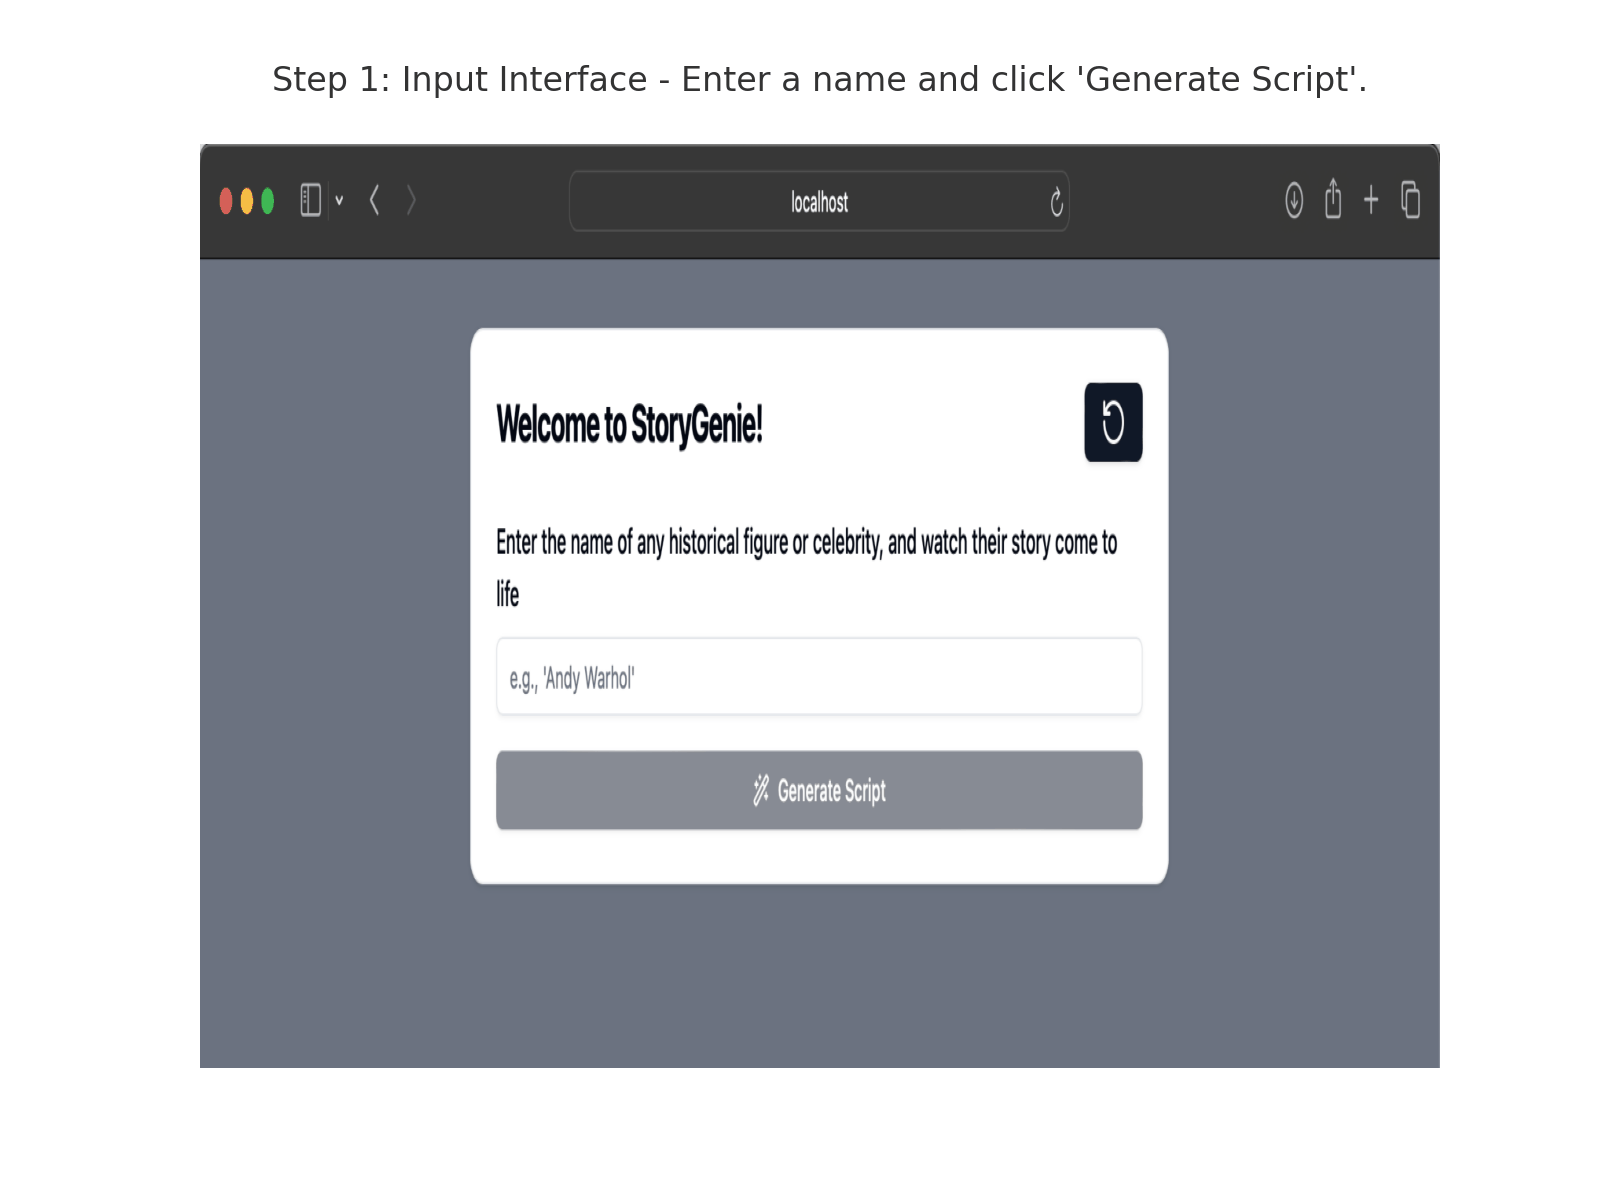 Step 1: Input Interface - Enter a name and click 'Generate Script'.
localhost
Welcome to StoryGenie!
Enter the name of any historical figure or celebrity, and watch their story come to
life
e.g., 'Andy Warhol'
Generate Script